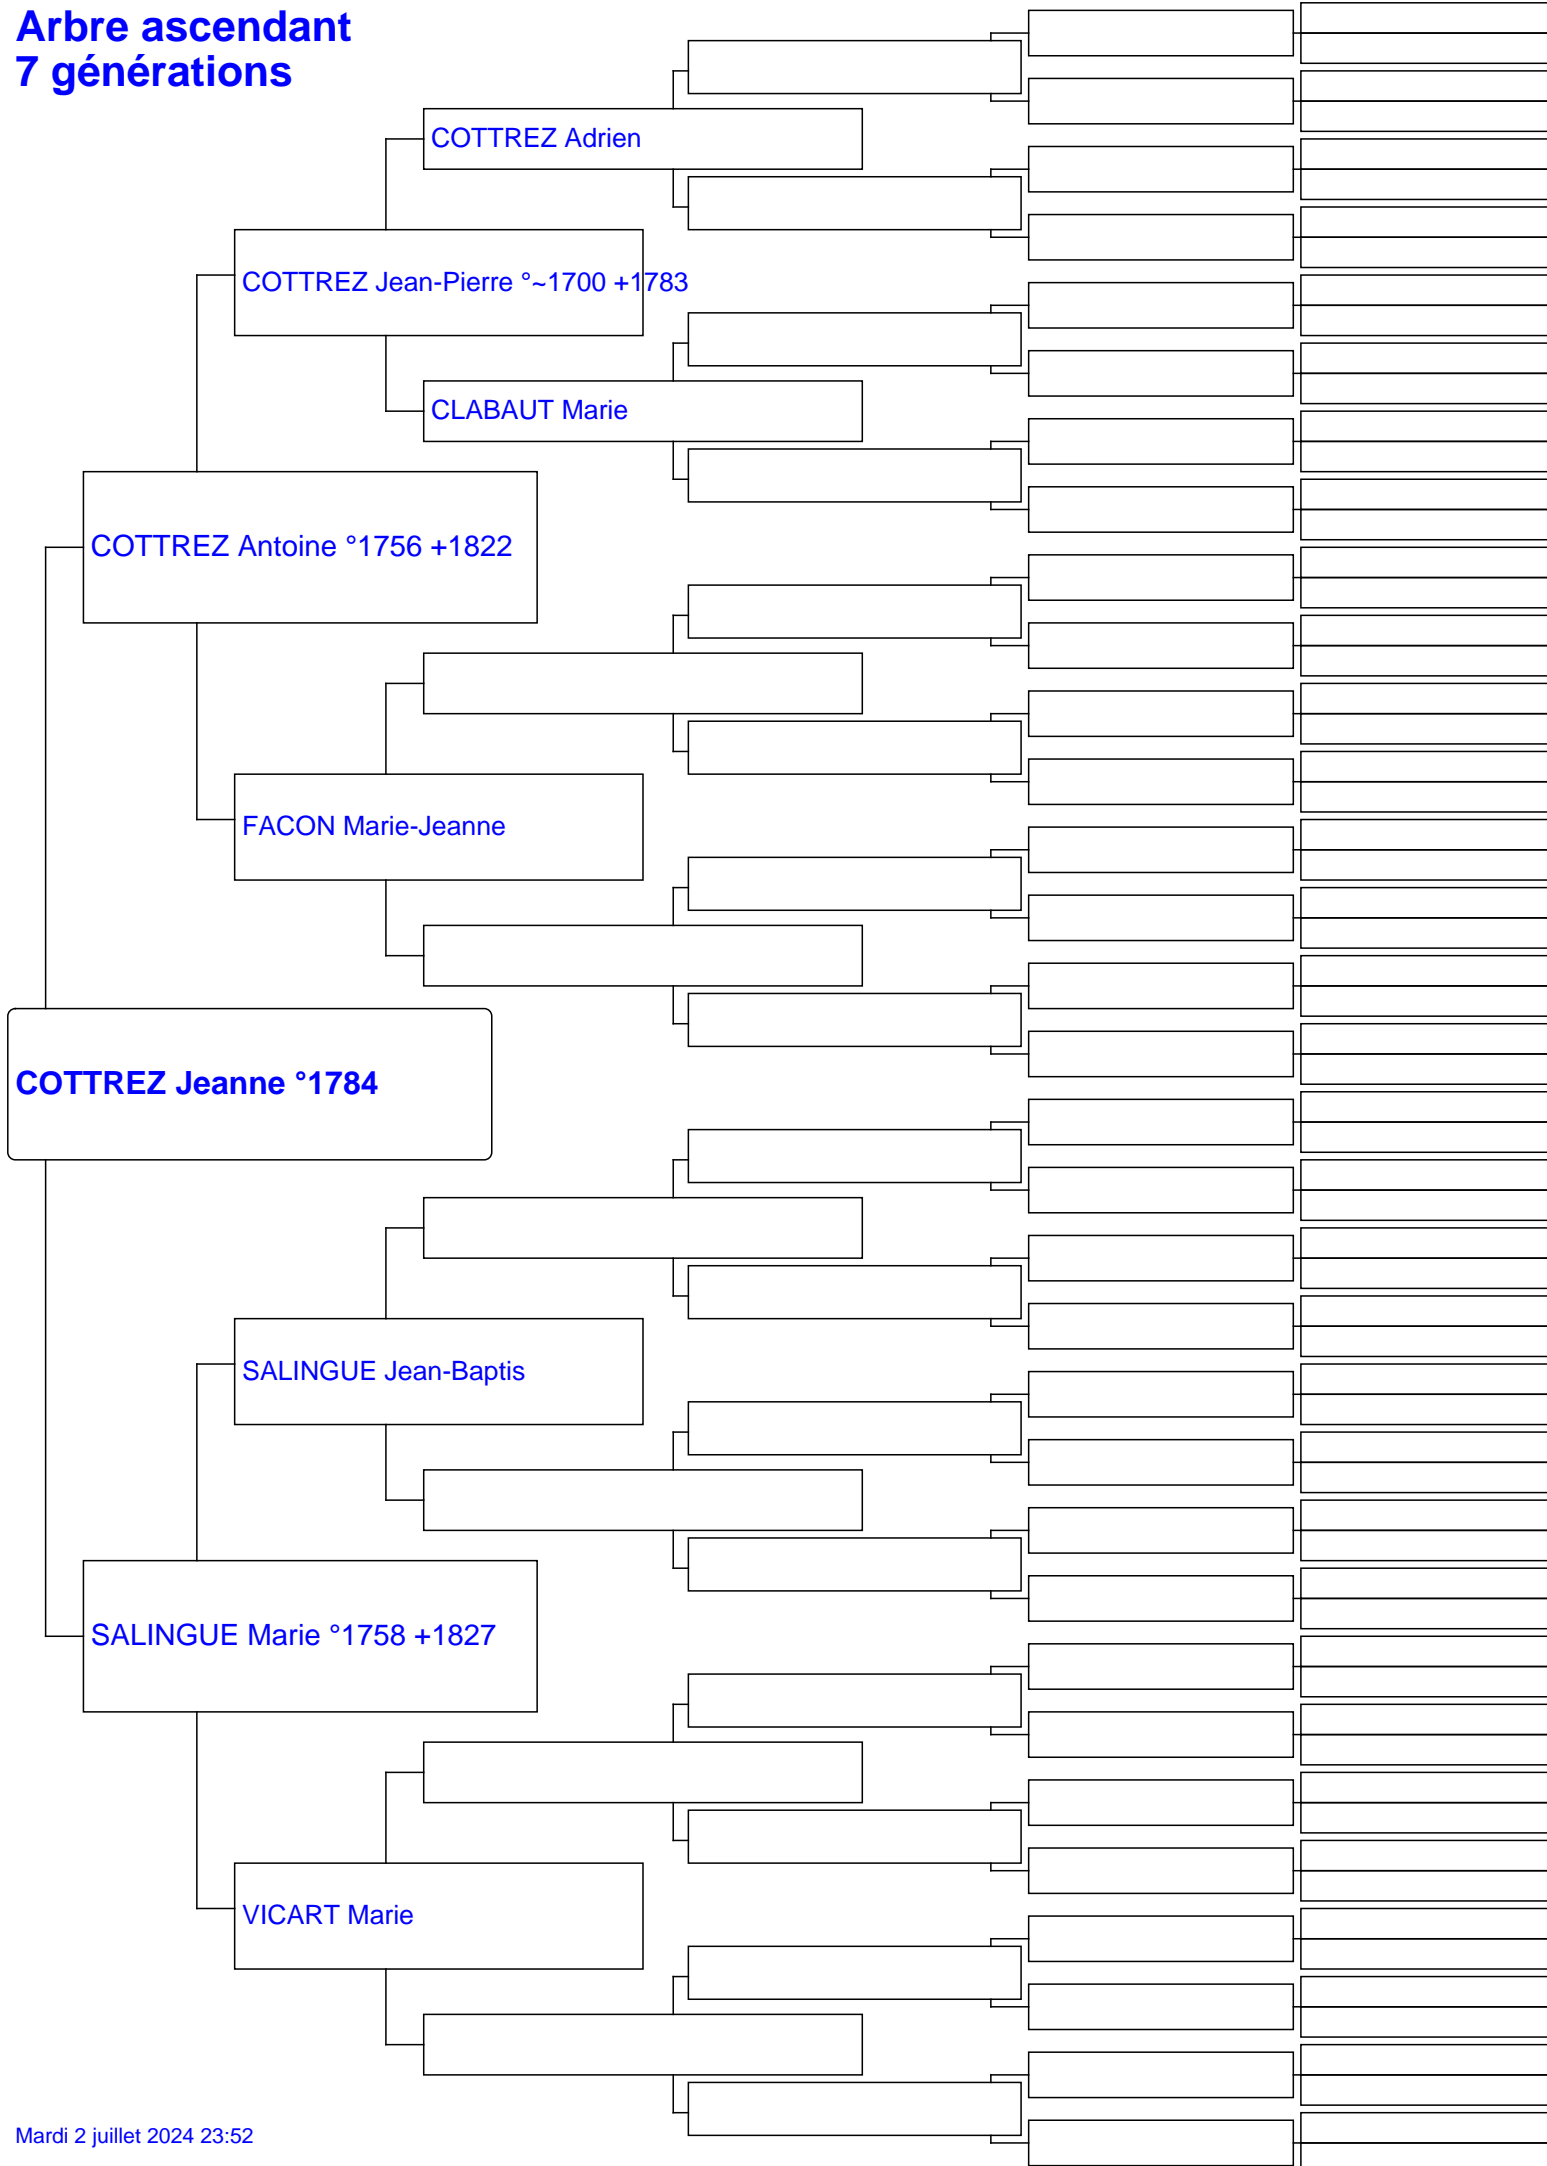 Arbre ascendant
7 générations
COTTREZ Adrien
COTTREZ Jean-Pierre °~1700 +1783
CLABAUT Marie
COTTREZ Antoine °1756 +1822
FACON Marie-Jeanne
COTTREZ Jeanne °1784
SALINGUE Jean-Baptis
SALINGUE Marie °1758 +1827
VICART Marie
Mardi 2 juillet 2024 23:52